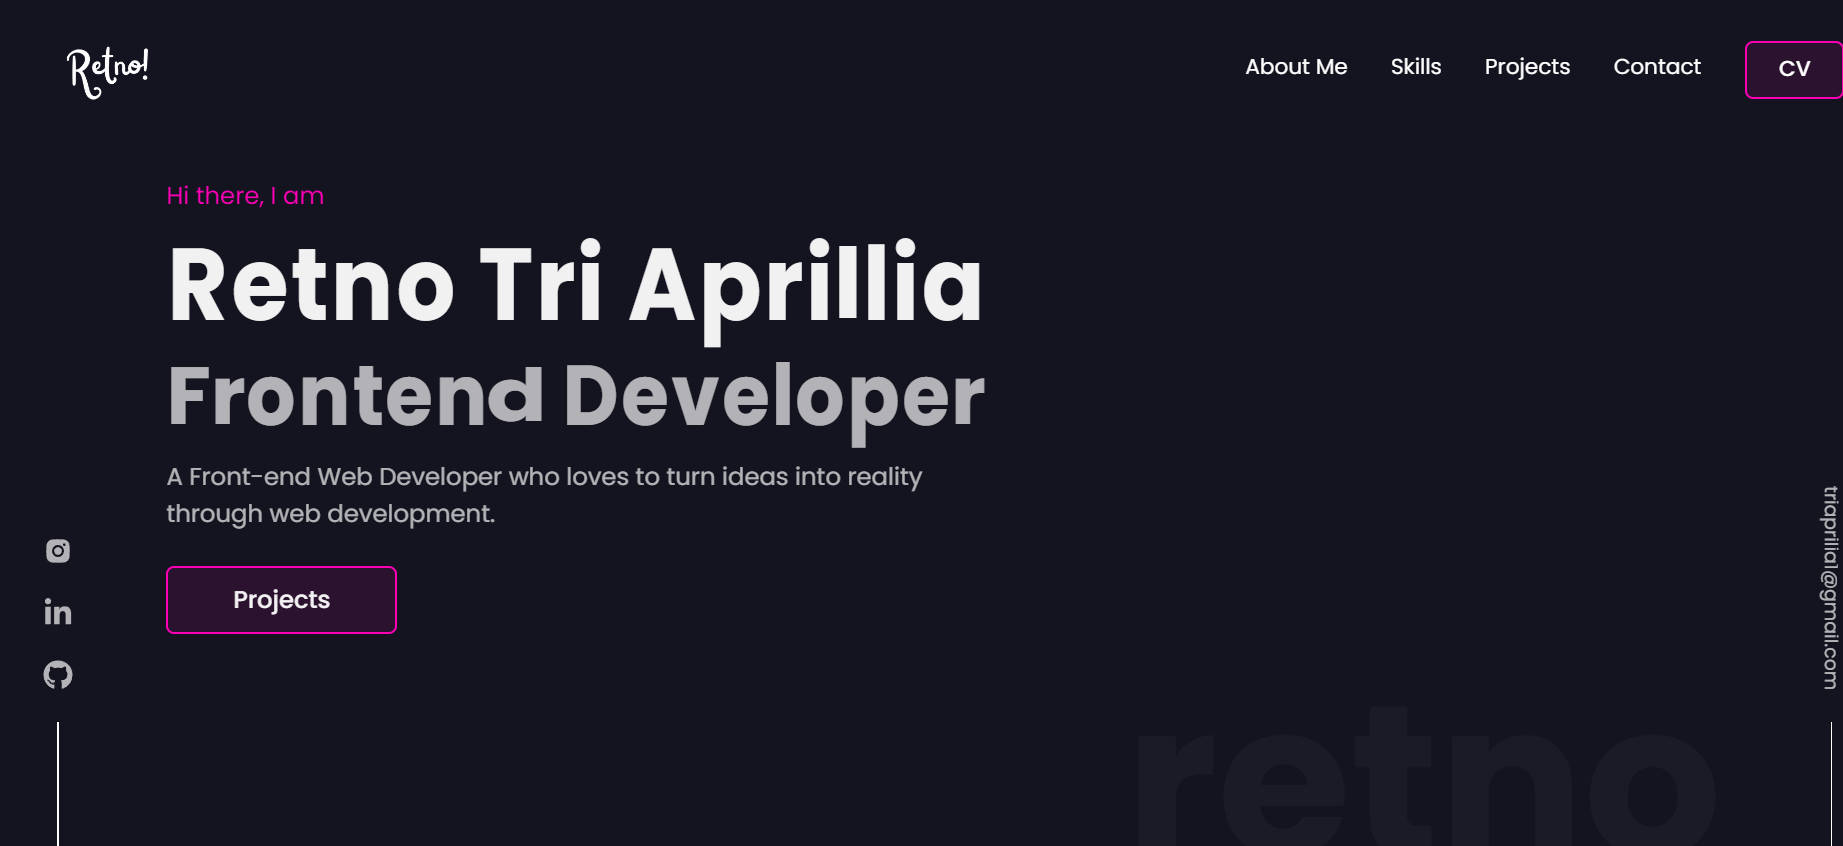 Retno!
About Me Skills Projects Contact CV
Hi there, I am
Retno Tri Aprillia
Frontend Developer
A Front-end Web Developer who loves to turn ideas into reality
through web development.
Projects
triaprilia1@gmail.com
retno